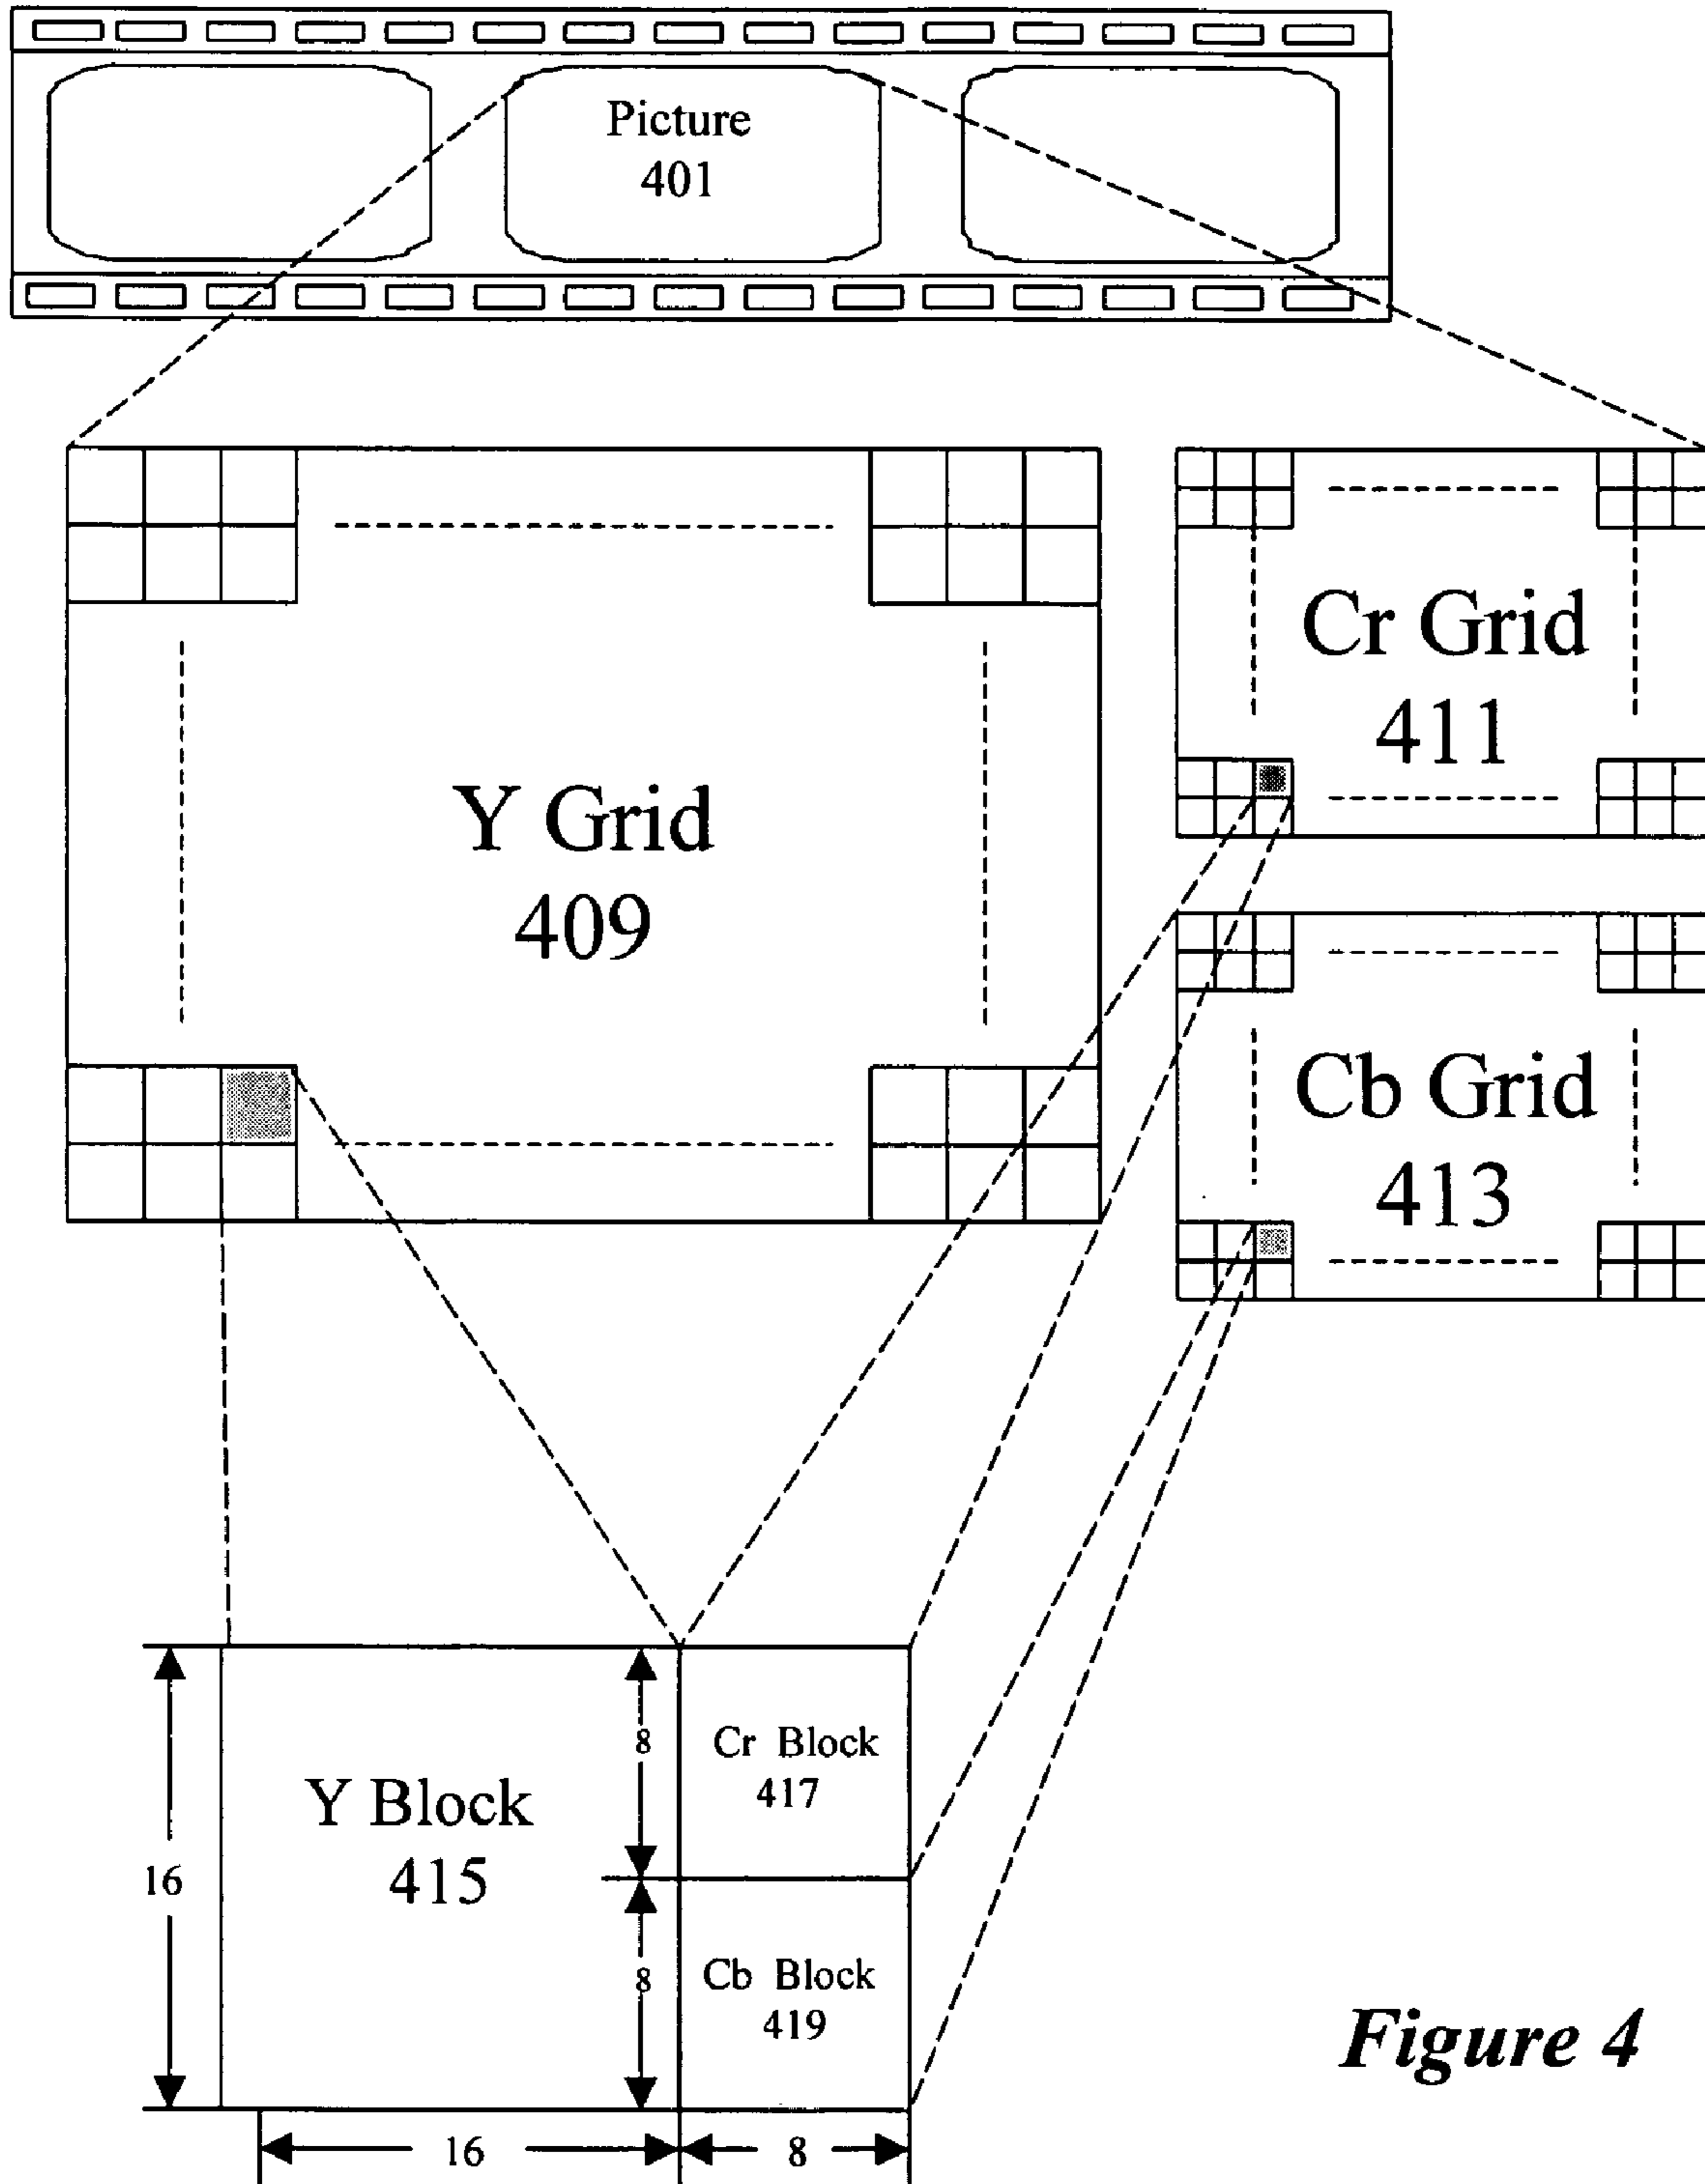 Picture
401
Y Grid
409
Cr Grid
411
Cb Grid
413
Y Block
415
Cr Block
417
Cb Block
419
16
8
8
16
8
Figure 4